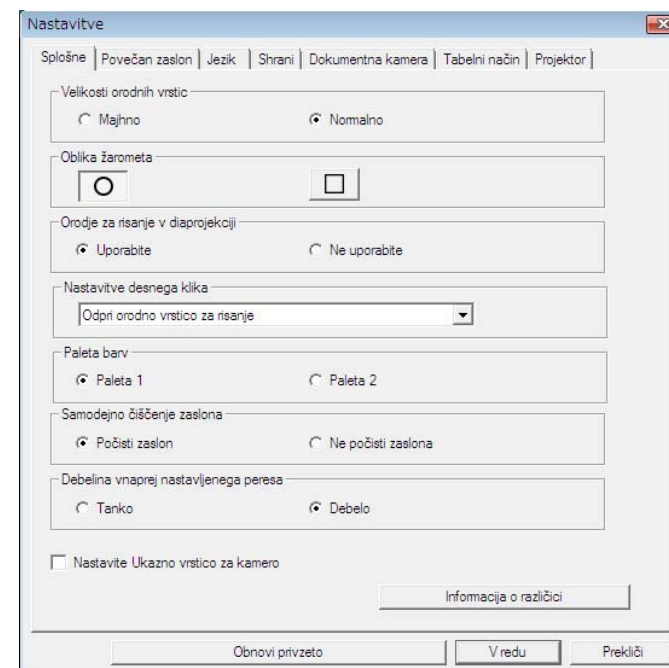 Nastavitve
Splošne Povečan zaslon Jezik Shrani Dokumentna kamera Tabelni način Projektor
Velikosti orodnih vrstic
Majhno Normalno
Oblika žarometa
Orodje za risanje v diaprojekciji
Uporabite Ne uporabite
Nastavitve desnega klika
Odpri orodno vrstico za risanje
Paleta barv
Paleta 1 Paleta 2
Samodejno čiščenje zaslona
Počisti zaslon Ne počisti zaslona
Debelina vnaprej nastavljenega peresa
Tanko Debelo
Nastavite Ukazno vrstico za kamero
Informacija o različici
Obnovi privzeto V redu Prekliči